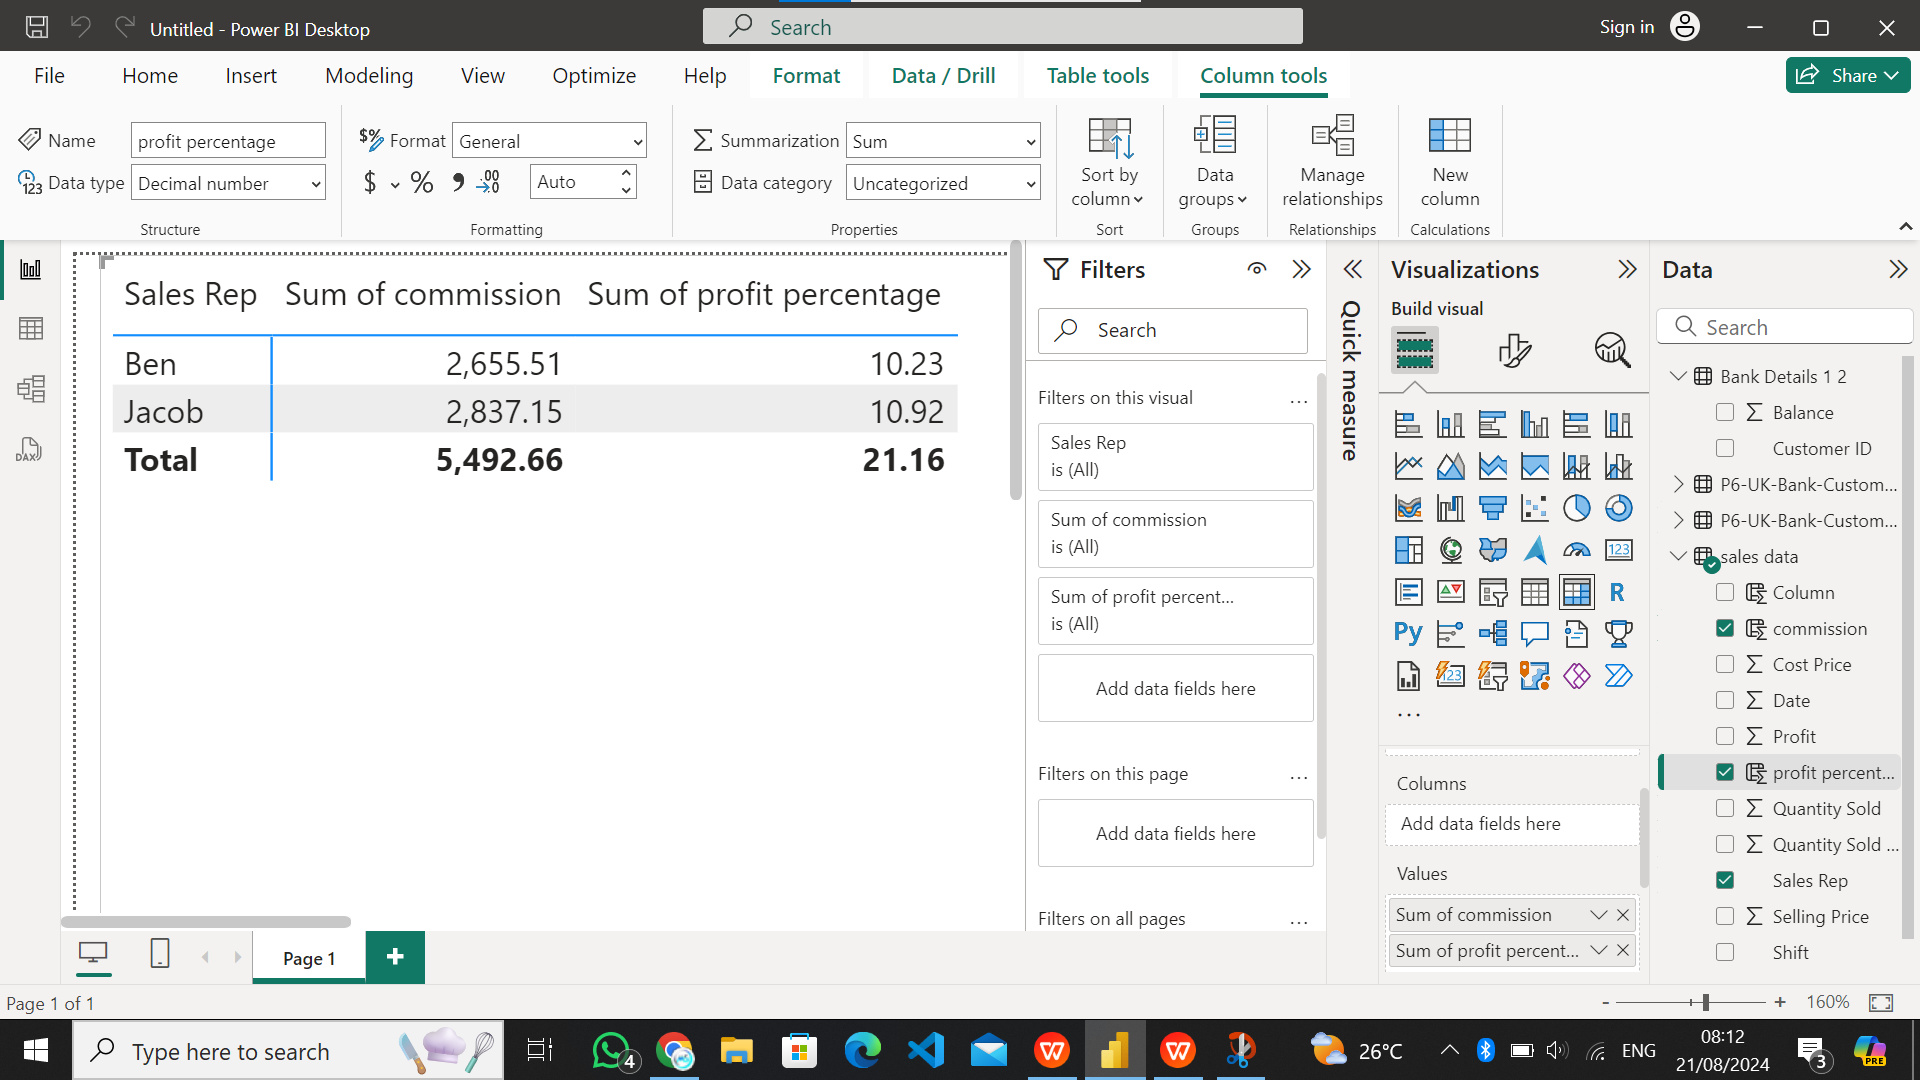 Untitled - Power BI Desktop
Search
Sign in
File
Home
Insert
Modeling
View
Optimize
Help
Format
Data / Drill
Table tools
Column tools
Share
Name
profit percentage
Data type
Decimal number
Structure
Format
General
$
%
Auto
Formatting
Summarization
Sum
Data category
Uncategorized
Properties
Sort by
column
Sort
Data
groups
Groups
Manage
relationships
Relationships
New
column
Calculations
Sales Rep Sum of commission Sum of profit percentage
Ben 2,655.51 10.23
Jacob 2,837.15 10.92
Total 5,492.66 21.16
Filters
Search
Filters on this visual
Sales Rep
is (All)
Sum of commission
is (All)
Sum of profit percent...
is (All)
Add data fields here
Filters on this page
Add data fields here
Filters on all pages
Quick measure
Visualizations
Build visual
123
R
Py
123
Columns
Add data fields here
Values
Sum of commission
Sum of profit percent...
Data
Search
Bank Details 1 2
Balance
Customer ID
P6-UK-Bank-Custom...
P6-UK-Bank-Custom...
sales data
Column
commission
Cost Price
Date
Profit
profit percent...
Quantity Sold
Quantity Sold ...
Sales Rep
Selling Price
Shift
DAX
Page 1
+
Page 1 of 1
- + 160%
Type here to search
4
26°C
ENG
08:12
21/08/2024
3
PRE